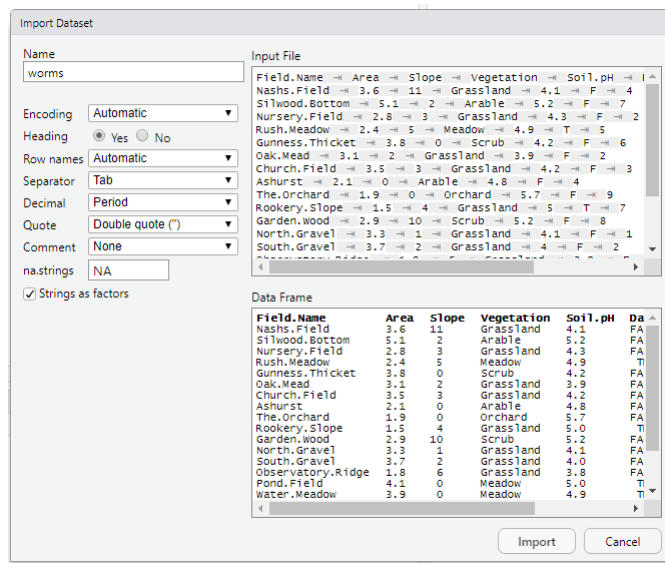 Import Dataset
Name
worms
Encoding Automatic
Heading Yes No
Row names Automatic
Separator Tab
Decimal Period
Quote Double quote (")
Comment None
na.strings NA
Strings as factors
Input File
Field.Name ⇥ Area ⇥ Slope ⇥ Vegetation ⇥ Soil.pH ⇥
Nashs.Field ⇥ 3.6 ⇥ 11 ⇥ Grassland ⇥ 4.1 ⇥ F ⇥ 4
Silwood.Bottom ⇥ 5.1 ⇥ 2 ⇥ Arable ⇥ 5.2 ⇥ F ⇥ 7
Nursery.Field ⇥ 2.8 ⇥ 3 ⇥ Grassland ⇥ 4.3 ⇥ F ⇥ 2
Rush.Meadow ⇥ 2.4 ⇥ 5 ⇥ Meadow ⇥ 4.9 ⇥ T ⇥ 5
Gunness.Thicket ⇥ 3.8 ⇥ 0 ⇥ Scrub ⇥ 4.2 ⇥ F ⇥ 6
Oak.Mead ⇥ 3.1 ⇥ 2 ⇥ Grassland ⇥ 3.9 ⇥ F ⇥ 2
Church.Field ⇥ 3.5 ⇥ 3 ⇥ Grassland ⇥ 4.2 ⇥ F ⇥ 3
Ashurst ⇥ 2.1 ⇥ 0 ⇥ Arable ⇥ 4.8 ⇥ F ⇥ 4
The.Orchard ⇥ 1.9 ⇥ 0 ⇥ Orchard ⇥ 5.7 ⇥ F ⇥ 9
Rookery.Slope ⇥ 1.5 ⇥ 4 ⇥ Grassland ⇥ 5 ⇥ T ⇥ 7
Garden.Wood ⇥ 2.9 ⇥ 10 ⇥ Scrub ⇥ 5.2 ⇥ F ⇥ 8
North.Gravel ⇥ 3.3 ⇥ 1 ⇥ Grassland ⇥ 4.1 ⇥ F ⇥ 1
South.Gravel ⇥ 3.7 ⇥ 2 ⇥ Grassland ⇥ 4 ⇥ F ⇥ 2
Data Frame
Field.Name Area Slope Vegetation Soil.pH Da
Nashs.Field 3.6 11 Grassland 4.1 FA
Silwood.Bottom 5.1 2 Arable 5.2 FA
Nursery.Field 2.8 3 Grassland 4.3 FA
Rush.Meadow 2.4 5 Meadow 4.9 T
Gunness.Thicket 3.8 0 Scrub 4.2 FA
Oak.Mead 3.1 2 Grassland 3.9 FA
Church.Field 3.5 3 Grassland 4.2 FA
Ashurst 2.1 0 Arable 4.8 FA
The.Orchard 1.9 0 Orchard 5.7 FA
Rookery.Slope 1.5 4 Grassland 5.0 T
Garden.Wood 2.9 10 Scrub 5.2 FA
North.Gravel 3.3 1 Grassland 4.1 FA
South.Gravel 3.7 2 Grassland 4.0 FA
Observatory.Ridge 1.8 6 Grassland 3.8 FA
Pond.Field 4.1 0 Meadow 5.0 T
Water.Meadow 3.9 0 Meadow 4.9 T
Import Cancel